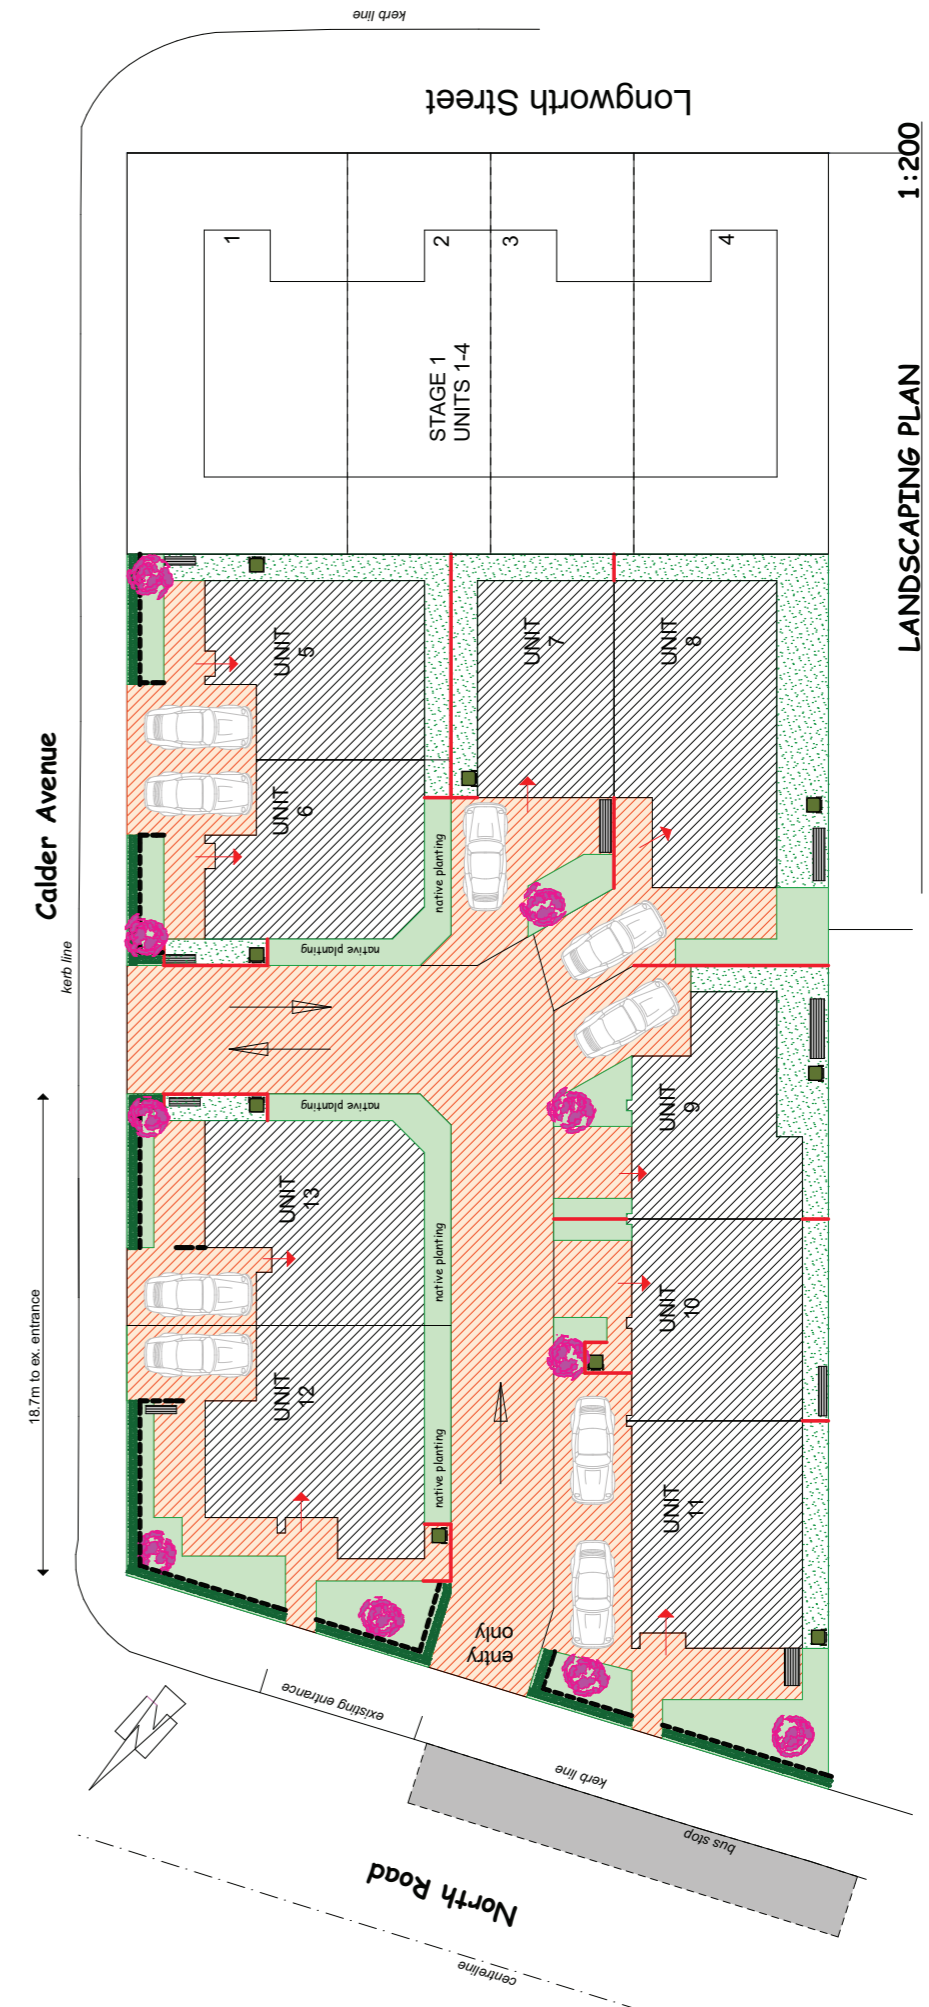 kerb line
Longworth Street
1:200
1
2
3
4
STAGE 1
UNITS 1-4
LANDSCAPING PLAN
Calder Avenue
kerb line
UNIT
5
UNIT
6
UNIT
7
UNIT
8
native planting
native planting
native planting
native planting
native planting
UNIT
9
UNIT
10
UNIT
11
UNIT
12
UNIT
13
18.7m to ex. entrance
entry
only
existing entrance
kerb line
bus stop
North Road
centreline